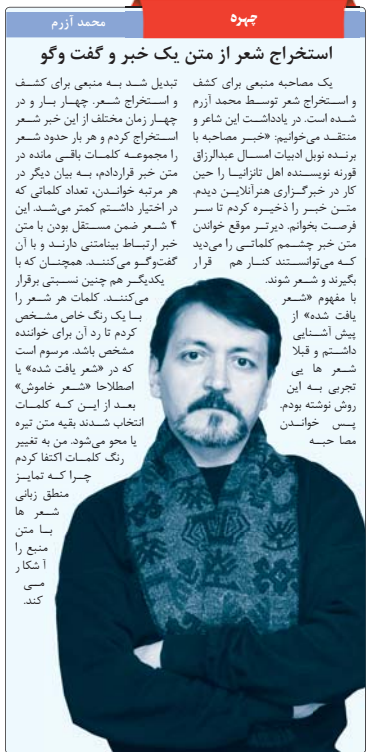 چهره
محمد آزرم
استخراج شعر از متن یک خبر و گفت وگو
یک مصاحبه منبعی برای کشف
و استخراج شعر توسط محمد آزرم
شده است. در یادداشت این شاعر و
منتقد می‌خوانیم: «خبر مصاحبه با
برنده نوبل ادبیات امسال عبدالرزاق
قورنه نویسنده اهل تانزانیا را حین
کار در خبرگزاری هنرآنلاین دیدم.
متن خبر را ذخیره کردم تا سر
فرصت بخوانم. دیرتر موقع خواندن
متن خبر چشمم کلماتی را می‌دید
که می‌توانستند کنار هم قرار
بگیرند و شعر شوند.
با مفهوم «شعر
یافت شده» از
پیش آشنایی
داشتم و قبلا
شعر ها یی
تجربی به این
روش نوشته بودم.
پس خواندن
مصا حبه
تبدیل شد به منبعی برای کشف
و استخراج شعر. چهار بار و در
چهار زمان مختلف از این خبر شعر
استخراج کردم و هر بار حدود شعر
را مجموعه کلمات باقی مانده در
متن خبر قراردادم، به بیان دیگر در
هر مرتبه خواندن، تعداد کلماتی که
در اختیار داشتم کمتر می‌شد. این
۴ شعر ضمن مستقل بودن با متن
خبر ارتباط بینامتنی دارند و با آن
گفت‌وگو می‌کنند. همچنان که با
یکدیگر هم چنین نسبتی برقرار
می‌کنند. کلمات هر شعر را
با یک رنگ خاص مشخص
کردم تا رد آن برای خواننده
مشخص باشد. مرسوم است
که در «شعر یافت شده» یا
اصطلاحا «شعر خاموش»
بعد از این که کلمات
انتخاب شدند بقیه متن تیره
یا محو می‌شود. من به تغییر
رنگ کلمات اکتفا کردم
چرا که تمایز
منطق زبانی
شعر ها
با متن
منبع را
آ شکا ر
می
کند.